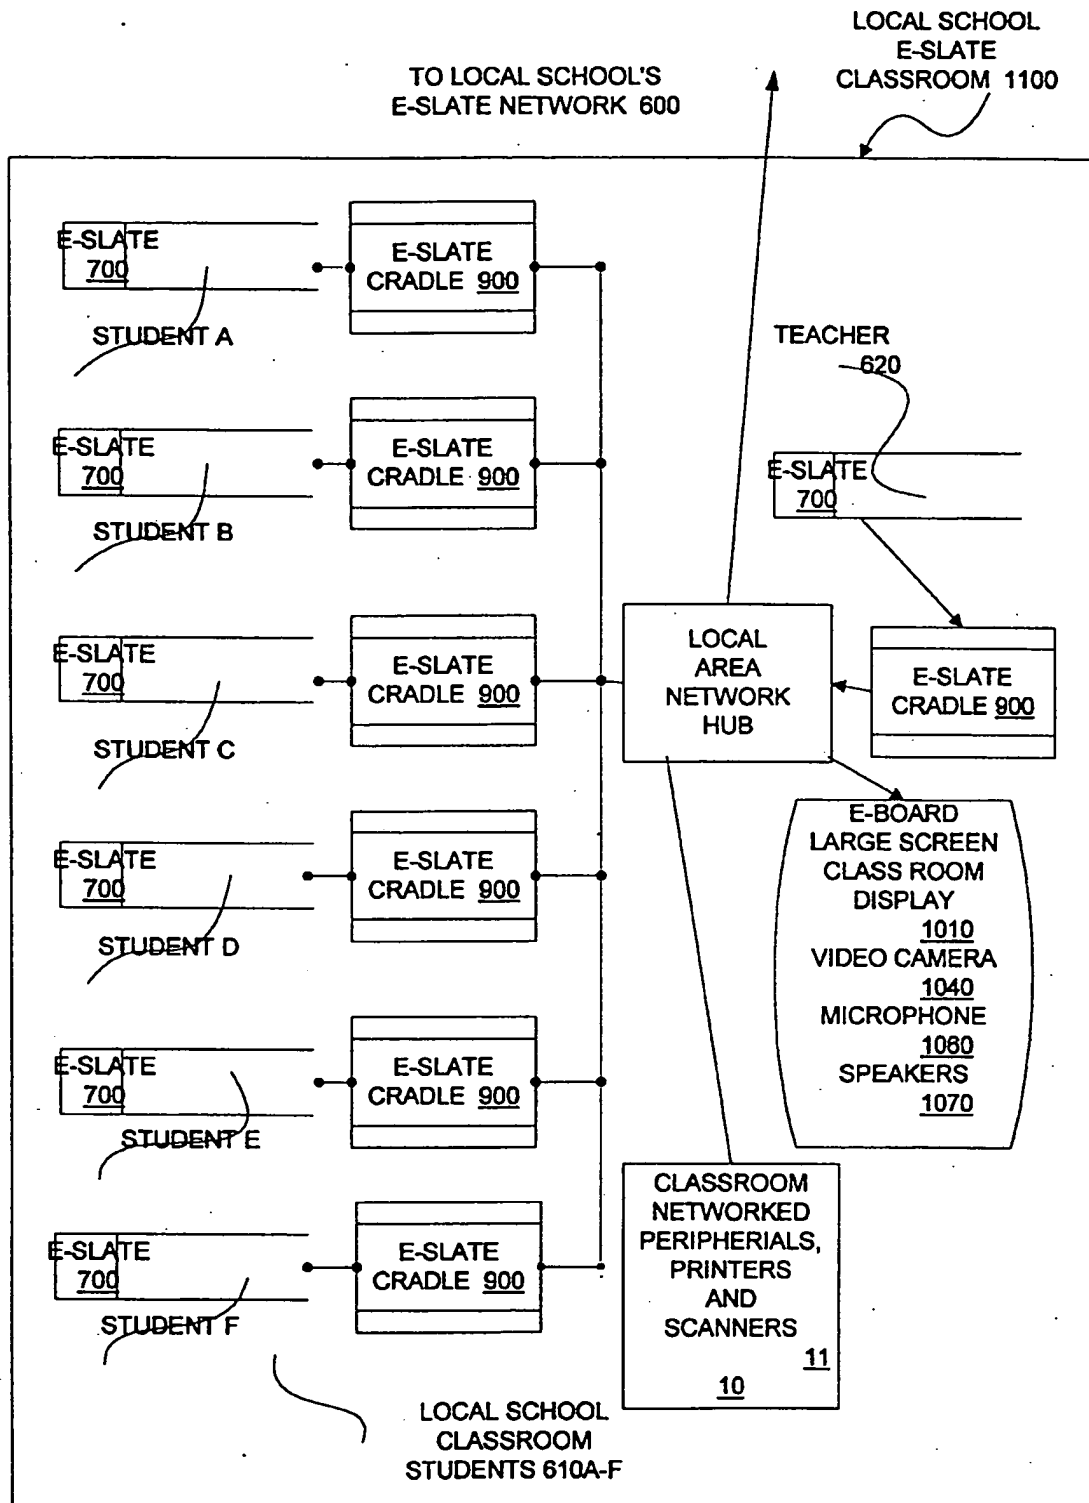 LOCAL SCHOOL
E-SLATE
CLASSROOM 1100
TO LOCAL SCHOOL'S
E-SLATE NETWORK 600
E-SLATE
700
E-SLATE
CRADLE 900
STUDENT A
E-SLATE
700
E-SLATE
CRADLE 900
STUDENT B
E-SLATE
700
E-SLATE
CRADLE 900
STUDENT C
E-SLATE
700
E-SLATE
CRADLE 900
STUDENT D
E-SLATE
700
E-SLATE
CRADLE 900
STUDENT E
E-SLATE
700
E-SLATE
CRADLE 900
STUDENT F
LOCAL SCHOOL
CLASSROOM
STUDENTS 610A-F
TEACHER
620
E-SLATE
700
LOCAL
AREA
NETWORK
HUB
E-SLATE
CRADLE 900
E-BOARD
LARGE SCREEN
CLASS ROOM
DISPLAY
1010
VIDEO CAMERA
1040
MICROPHONE
1060
SPEAKERS
1070
CLASSROOM
NETWORKED
PERIPHERIALS,
PRINTERS
AND
SCANNERS
11
10